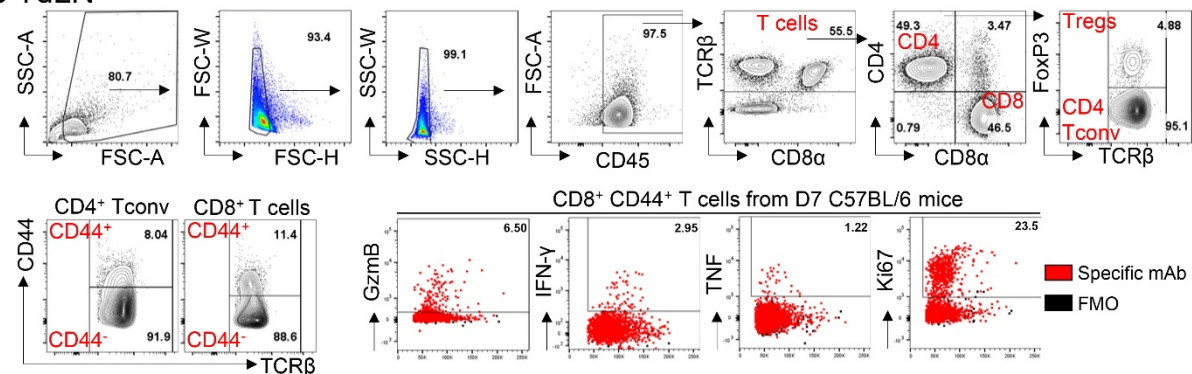 SSC-A
80.7
FSC-A
FSC-W
93.4
FSC-H
SSC-W
99.1
SSC-H
FSC-A
97.5
CD45
TCRβ
T cells
55.5
CD8α
CD4
49.3
3.47
CD4
CD8
0.79
46.5
CD8α
FoxP3
Tregs
4.88
CD4
Tconv
95.1
TCRβ
CD4⁺ Tconv
CD8⁺ T cells
CD44
CD44⁺
8.04
CD44⁻
91.9
CD44⁺
11.4
CD44⁻
88.6
TCRβ
CD8⁺ CD44⁺ T cells from D7 C57BL/6 mice
GzmB
6.50
IFN-γ
2.95
TNF
1.22
Ki67
23.5
Specific mAb
FMO